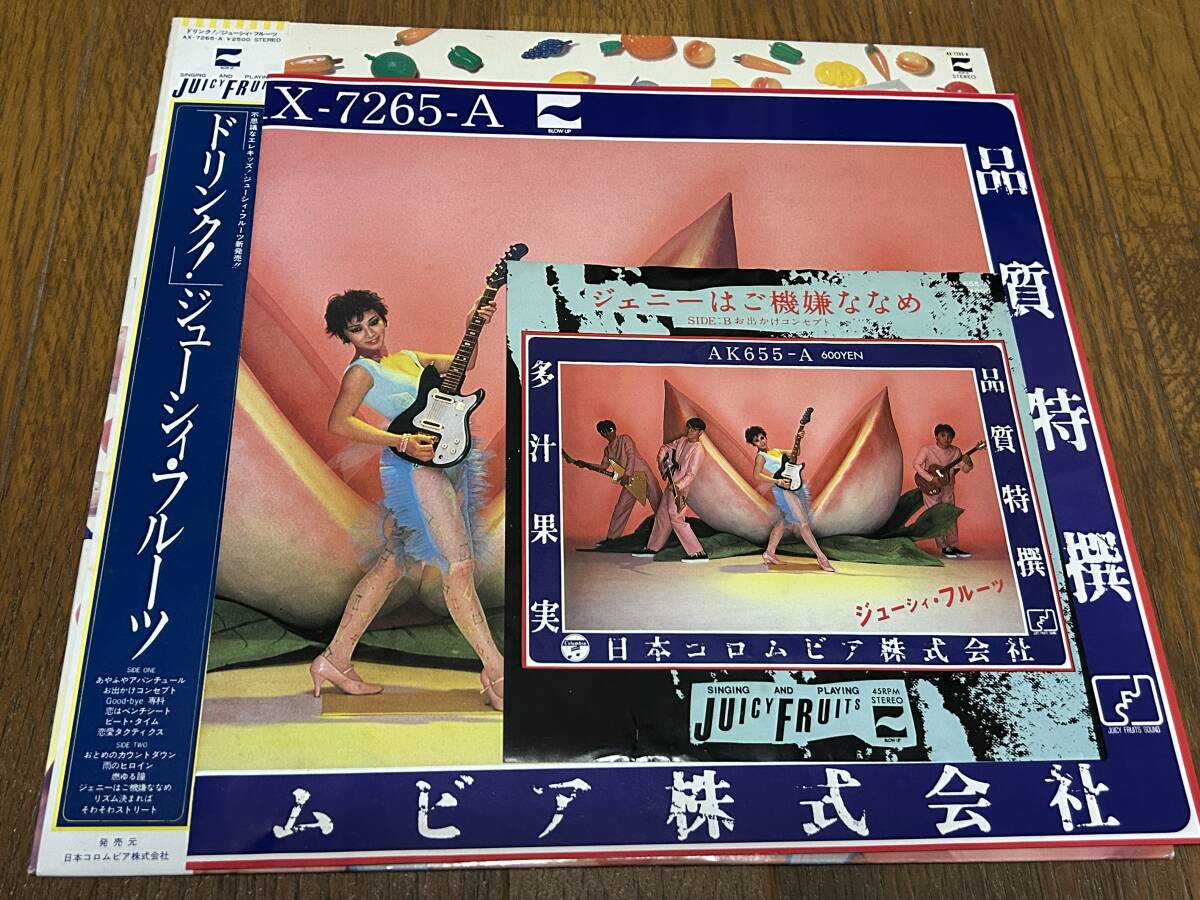 ドリンク!/ジューシィ・フルーツ
AX-7265-A ¥2500 STEREO
BLOW UP
SINGING AND PLAYING
JUICY FRUI
不思議なエレキッズ!ジューシィ・フルーツ新発売!!
「ドリンク!」ジューシィ・フルーツ
SIDE ONE
あやふやアバンチュール
お出かけコンセプト
Good-bye 専科
恋はベンチシート
ビート・タイム
恋愛タクティクス
SIDE TWO
おとめのカウントダウン
雨のヒロイン
燃ゆる瞳
ジェニーはご機嫌ななめ
リズム決まれば
そわそわストリート
発売元
日本コロムビア株式会社
AX-7265-A
STEREO
AX-7265-A
BLOW UP
品質特撰
JUICY FRUITS SOUND
ムビア株式会社
ジェニーはご機嫌ななめ
SIDE:B お出かけコンセプト
AK655-A 600YEN
多汁果実
品質特撰
ジューシィ・フルーツ
Columbia
日本コロムビア株式会社
SINGING AND PLAYING
JUICY FRUITS
45RPM
STEREO
BLOW UP